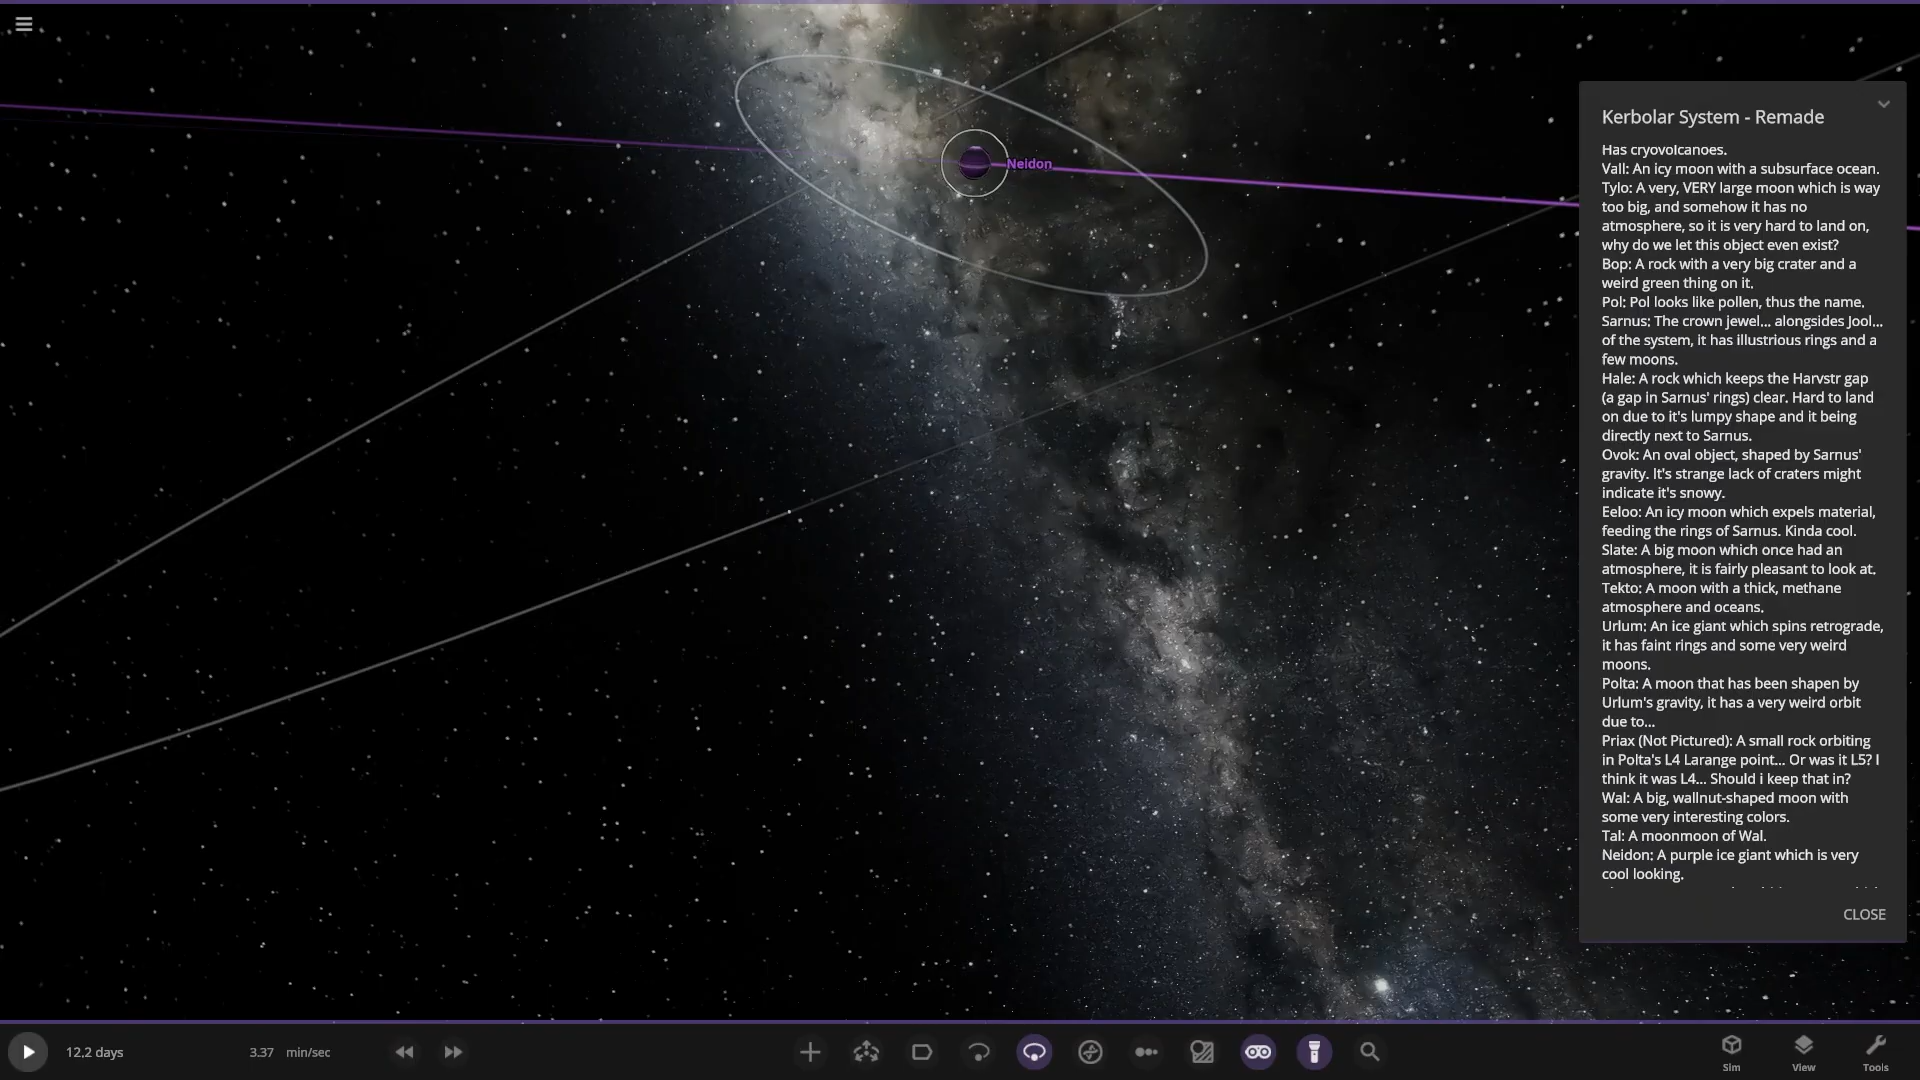 Neidon
Kerbolar System - Remade
Has cryovolcanoes.
Vall: An icy moon with a subsurface ocean.
Tylo: A very, VERY large moon which is way
too big, and somehow it has no
atmosphere, so it is very hard to land on,
why do we let this object even exist?
Bop: A rock with a very big crater and a
weird green thing on it.
Pol: Pol looks like pollen, thus the name.
Sarnus: The crown jewel... alongsides Jool...
of the system, it has illustrious rings and a
few moons.
Hale: A rock which keeps the Harvstr gap
(a gap in Sarnus' rings) clear. Hard to land
on due to it's lumpy shape and it being
directly next to Sarnus.
Ovok: An oval object, shaped by Sarnus'
gravity. It's strange lack of craters might
indicate it's snowy.
Eeloo: An icy moon which expels material,
feeding the rings of Sarnus. Kinda cool.
Slate: A big moon which once had an
atmosphere, it is fairly pleasant to look at.
Tekto: A moon with a thick, methane
atmosphere and oceans.
Urlum: An ice giant which spins retrograde,
it has faint rings and some very weird
moons.
Polta: A moon that has been shapen by
Urlum's gravity, it has a very weird orbit
due to...
Priax (Not Pictured): A small rock orbiting
in Polta's L4 Larange point... Or was it L5? I
think it was L4... Should i keep that in?
Wal: A big, wallnut-shaped moon with
some very interesting colors.
Tal: A moonmoon of Wal.
Neidon: A purple ice giant which is very
cool looking.
CLOSE
12.2 days
3.37 min/sec
Sim
View
Tools